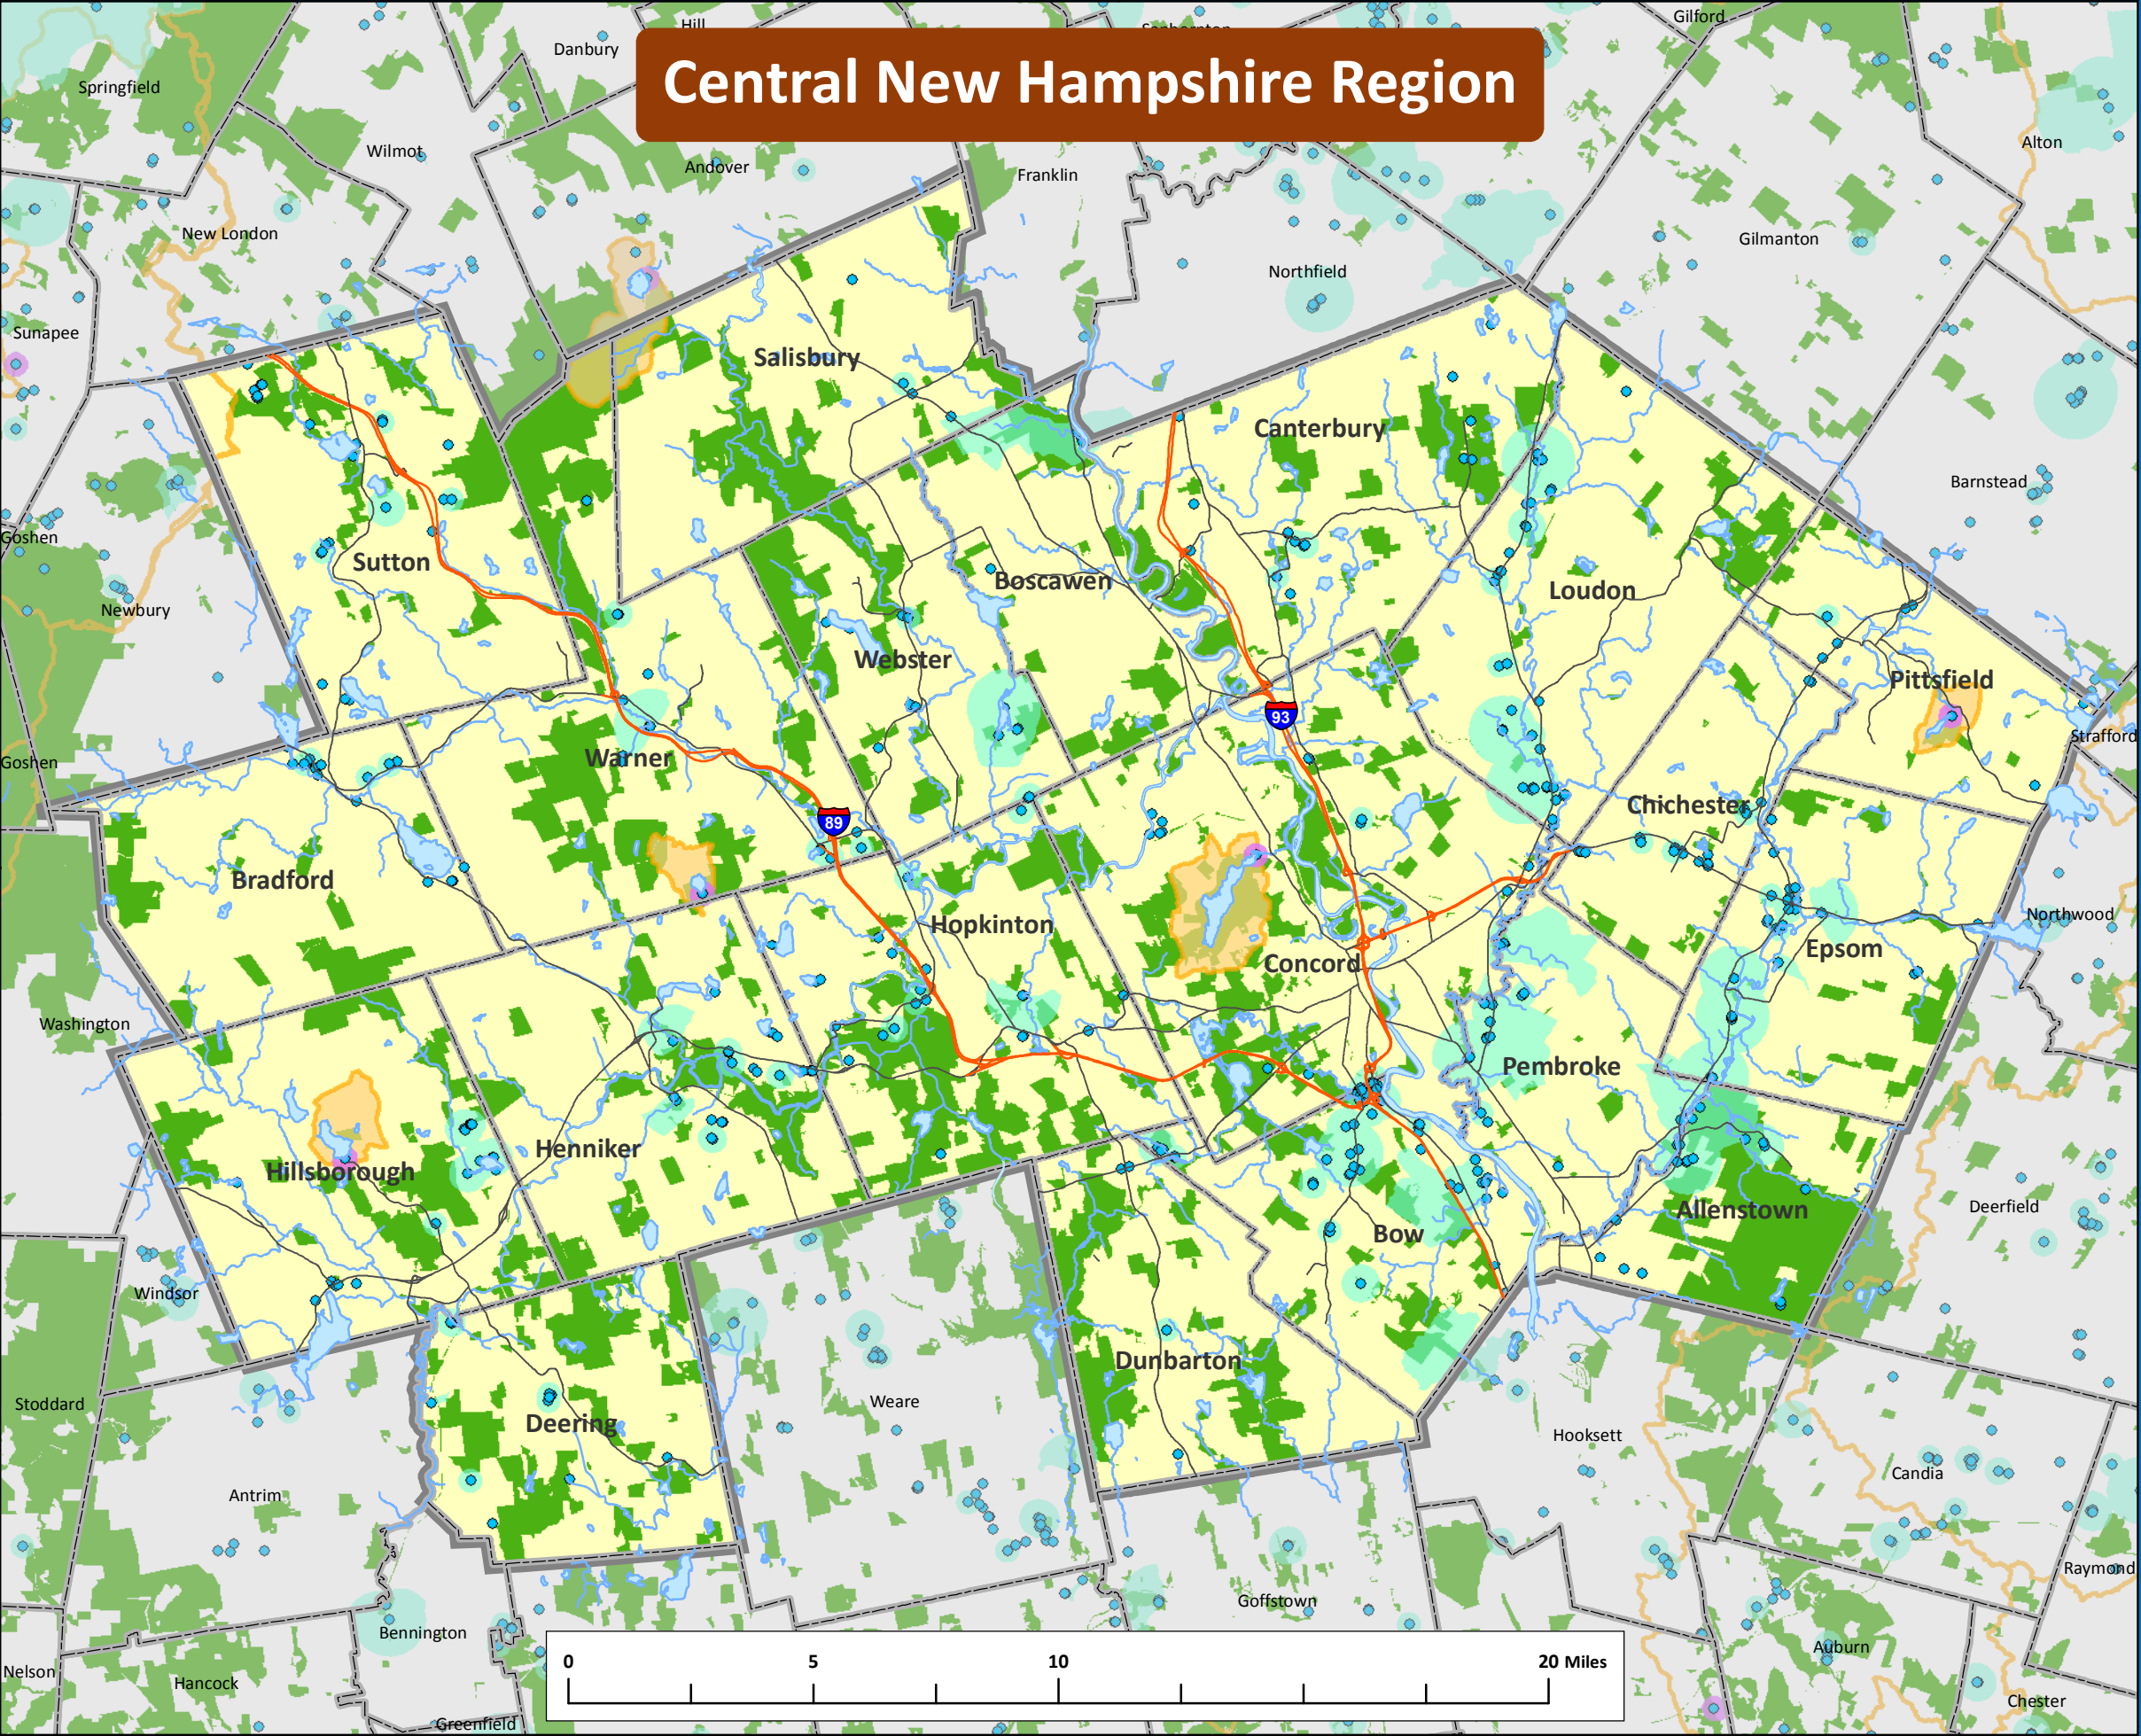 Gilford
Hill
Danbury
Central New Hampshire Region
Springfield
Alton
Wilmot
Andover
Franklin
New London
Gilmanton
Northfield
Sunapee
Salisbury
Canterbury
Barnstead
Goshen
Sutton
Boscawen
Loudon
Newbury
Webster
Pittsfield
93
Strafford
Goshen
Warner
Chichester
89
Bradford
Northwood
Hopkinton
Epsom
Concord
Washington
Pembroke
Henniker
Hillsborough
Deerfield
Allenstown
Bow
Windsor
Dunbarton
Stoddard
Weare
Deering
Hooksett
Candia
Antrim
Raymond
Goffstown
Bennington
Auburn
0 5 10 20 Miles
Nelson
Hancock
Chester
Greenfield